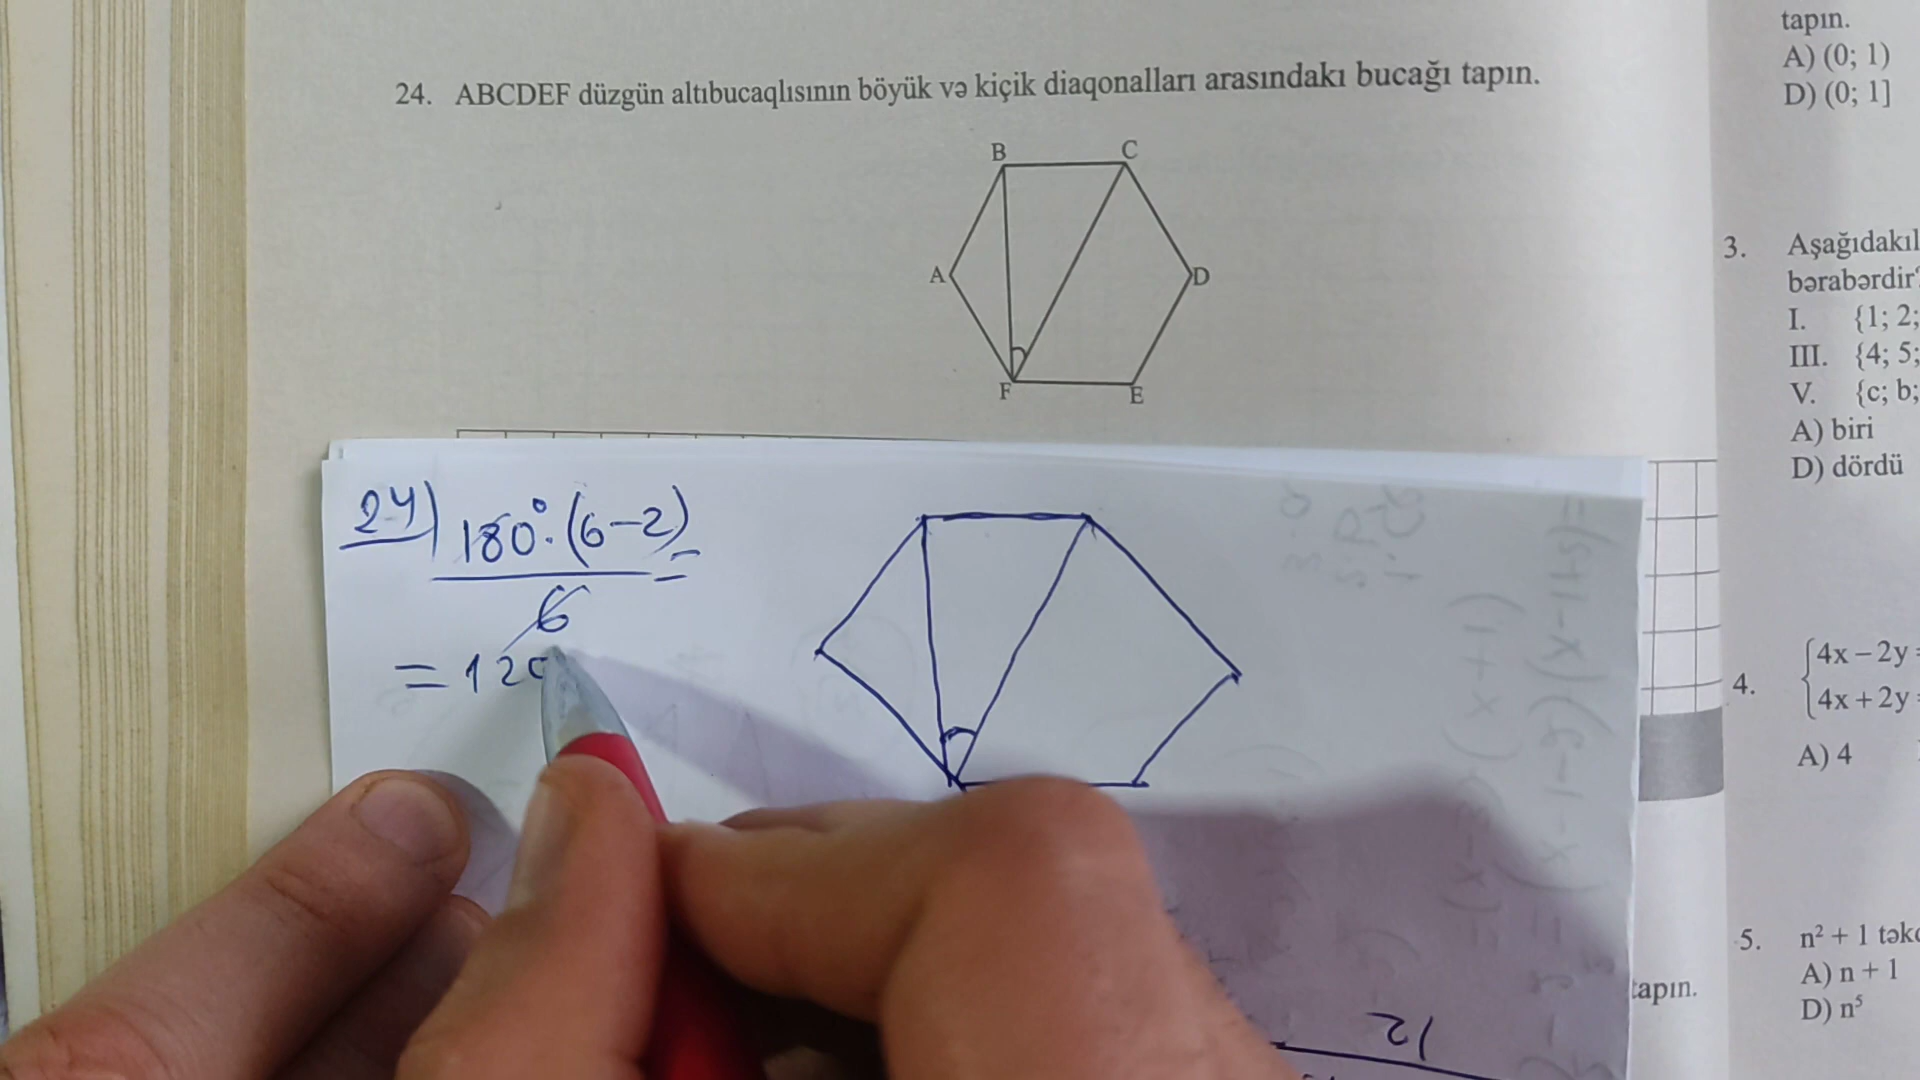 24. ABCDEF düzgün altıbucaqlısının böyük və kiçik diaqonalları arasındakı bucağı tapın.
B
C
A
D
F
E
24) 180°·(6-2) =
6
= 120
12
tapın.
tapın.
A) (0; 1)
D) (0; 1]
3. Aşağıdakıl
bərabərdir?
I. {1; 2;
III. {4; 5;
V. {c; b;
A) biri
D) dördü
4. 4x – 2y =
4x + 2y =
A) 4
5. n² + 1 təkc
A) n + 1
D) n⁵